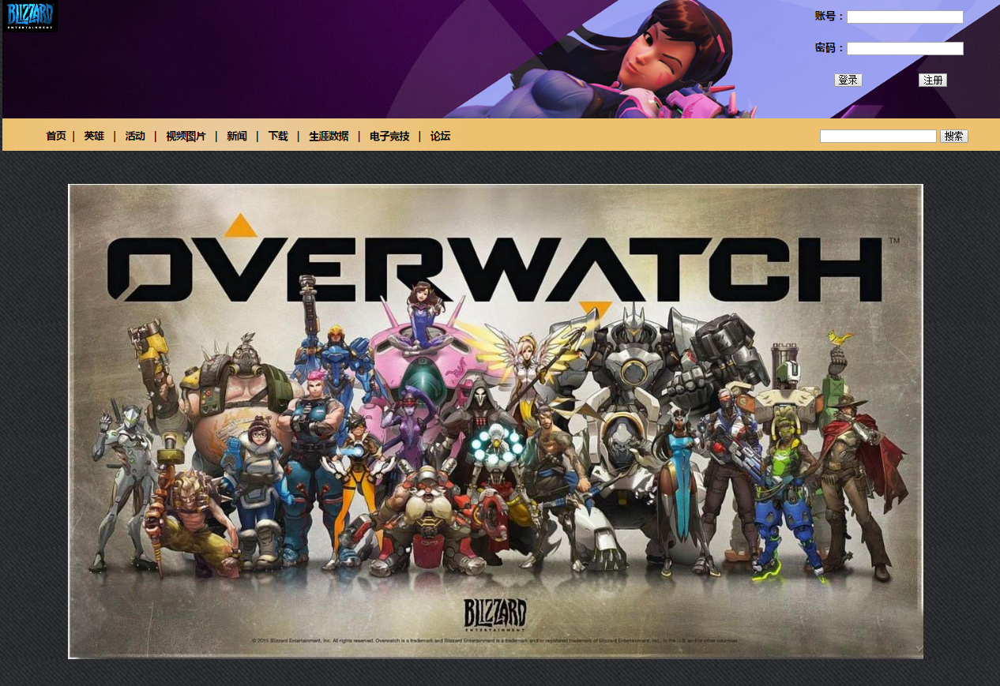 BLIZZARD
ENTERTAINMENT
账号：
密码：
登录 注册
首页 | 英雄 | 活动 | 视频图片 | 新闻 | 下载 | 生涯数据 | 电子竞技 | 论坛
搜索
OVERWATCH™
BLIZZARD
ENTERTAINMENT
© 2015 Blizzard Entertainment, Inc. All rights reserved. Overwatch is a trademark and Blizzard Entertainment is a trademark and/or registered trademark of Blizzard Entertainment, Inc., in the U.S. and/or other countries.